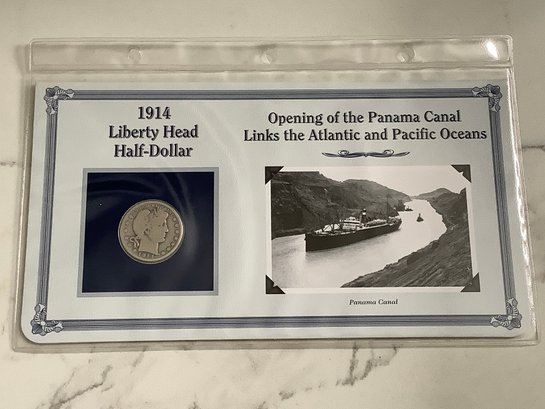 1914
Liberty Head
Half-Dollar
Opening of the Panama Canal
Links the Atlantic and Pacific Oceans
Panama Canal